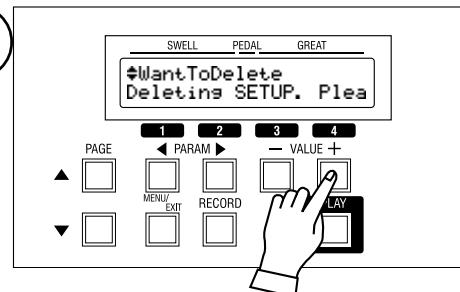 SWELL PEDAL GREAT
WantToDelete
Deleting SETUP. Plea
1 2 3 4
PAGE ◀ PARAM ▶ — VALUE +
▲
MENU/
EXIT RECORD LAY
▼